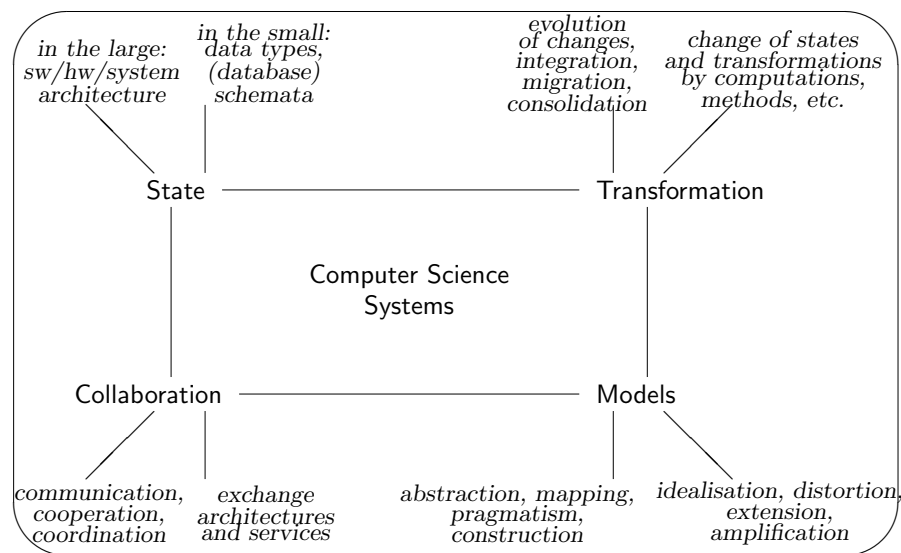 in the large:
sw/hw/system
architecture
in the small:
data types,
(database)
schemata
evolution
of changes,
integration,
migration,
consolidation
change of states
and transformations
by computations,
methods, etc.
State
Transformation
Computer Science
Systems
Collaboration
Models
communication,
cooperation,
coordination
exchange
architectures
and services
abstraction, mapping,
pragmatism,
construction
idealisation, distortion,
extension,
amplification